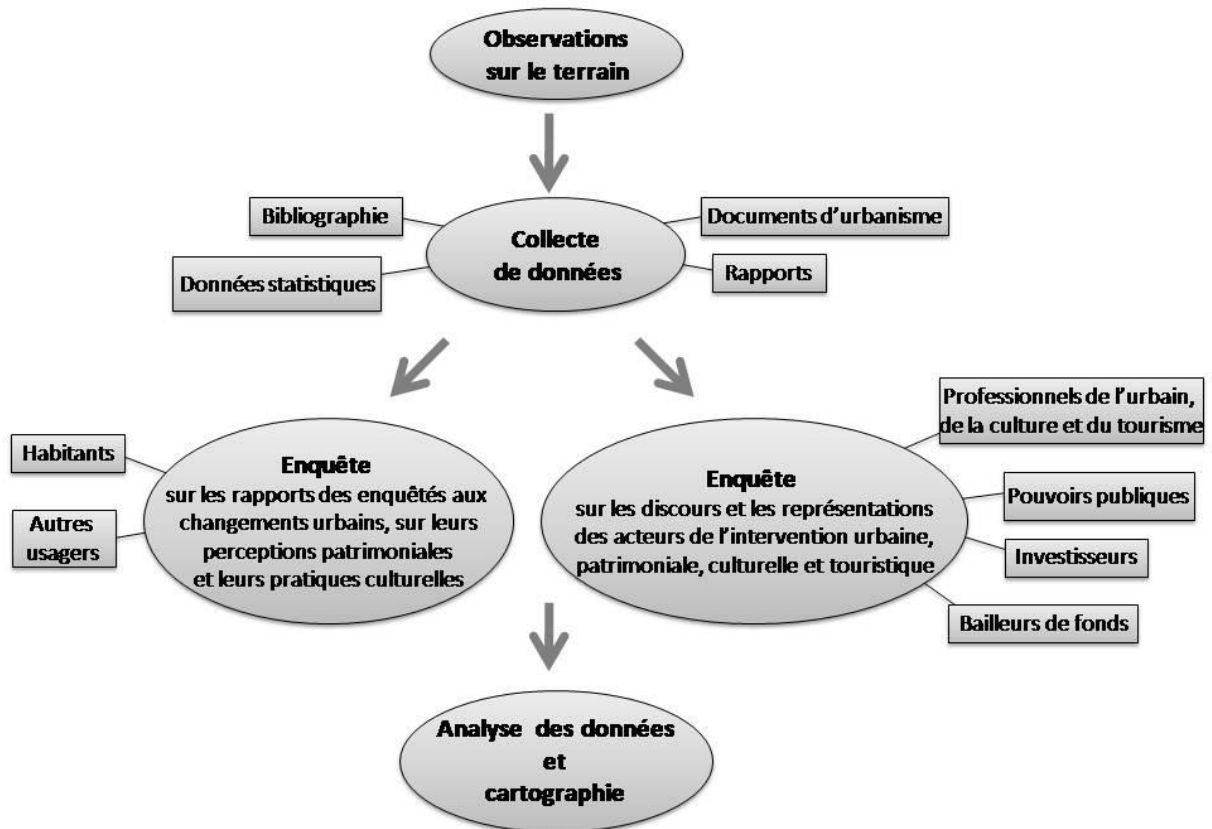 Observations
sur le terrain
Bibliographie
Documents d'urbanisme
Collecte
de données
Données statistiques
Rapports
Professionnels de l'urbain,
de la culture et du tourisme
Habitants
Enquête
sur les rapports des enquêtés aux
changements urbains, sur leurs
perceptions patrimoniales
et leurs pratiques culturelles
Autres
usagers
Enquête
sur les discours et les représentations
des acteurs de l'intervention urbaine,
patrimoniale, culturelle et touristique
Pouvoirs publiques
Investisseurs
Bailleurs de fonds
Analyse des données
et
cartographie